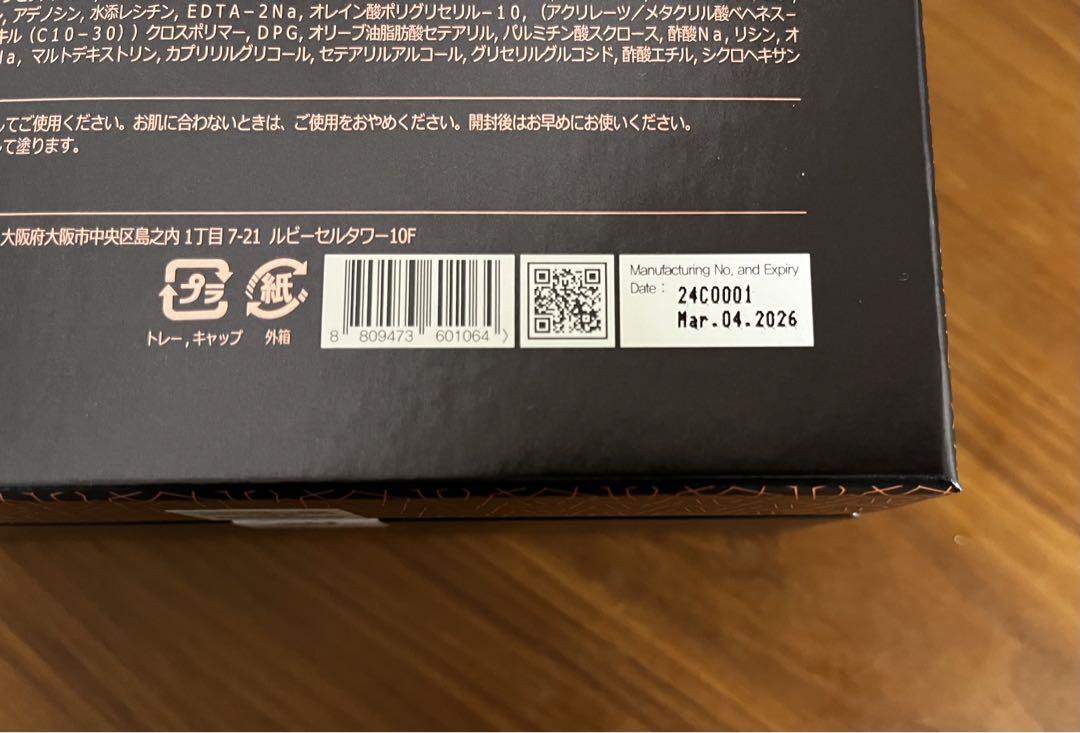 , アデノシン, 水添レシチン, EDTA-2Na, オレイン酸ポリグリセリル-10, (アクリレーツ/メタクリル酸ベヘネス-
キル(C10-30))クロスポリマー, DPG, オリーブ油脂肪酸セテアリル, パルミチン酸スクロース, 酢酸Na, リシン, オ
Na, マルトデキストリン, カプリリルグリコール, セテアリルアルコール, グリセリルグルコシド, 酢酸エチル, シクロヘキサン
してご使用ください。お肌に合わないときは、ご使用をおやめください。開封後はお早めにお使いください。
して塗ります。
大阪府大阪市中央区島之内1丁目7-21 ルビーセルタワー10F
プラ
トレー,キャップ
紙
外箱
8 809473 601064
Manufacturing No. and Expiry
Date : 24C0001
Mar.04.2026